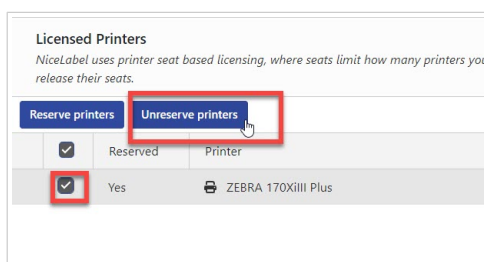 Licensed Printers
NiceLabel uses printer seat based licensing, where seats limit how many printers you
release their seats.
Reserve printers Unreserve printers
Reserved Printer
Yes ZEBRA 170XiIII Plus